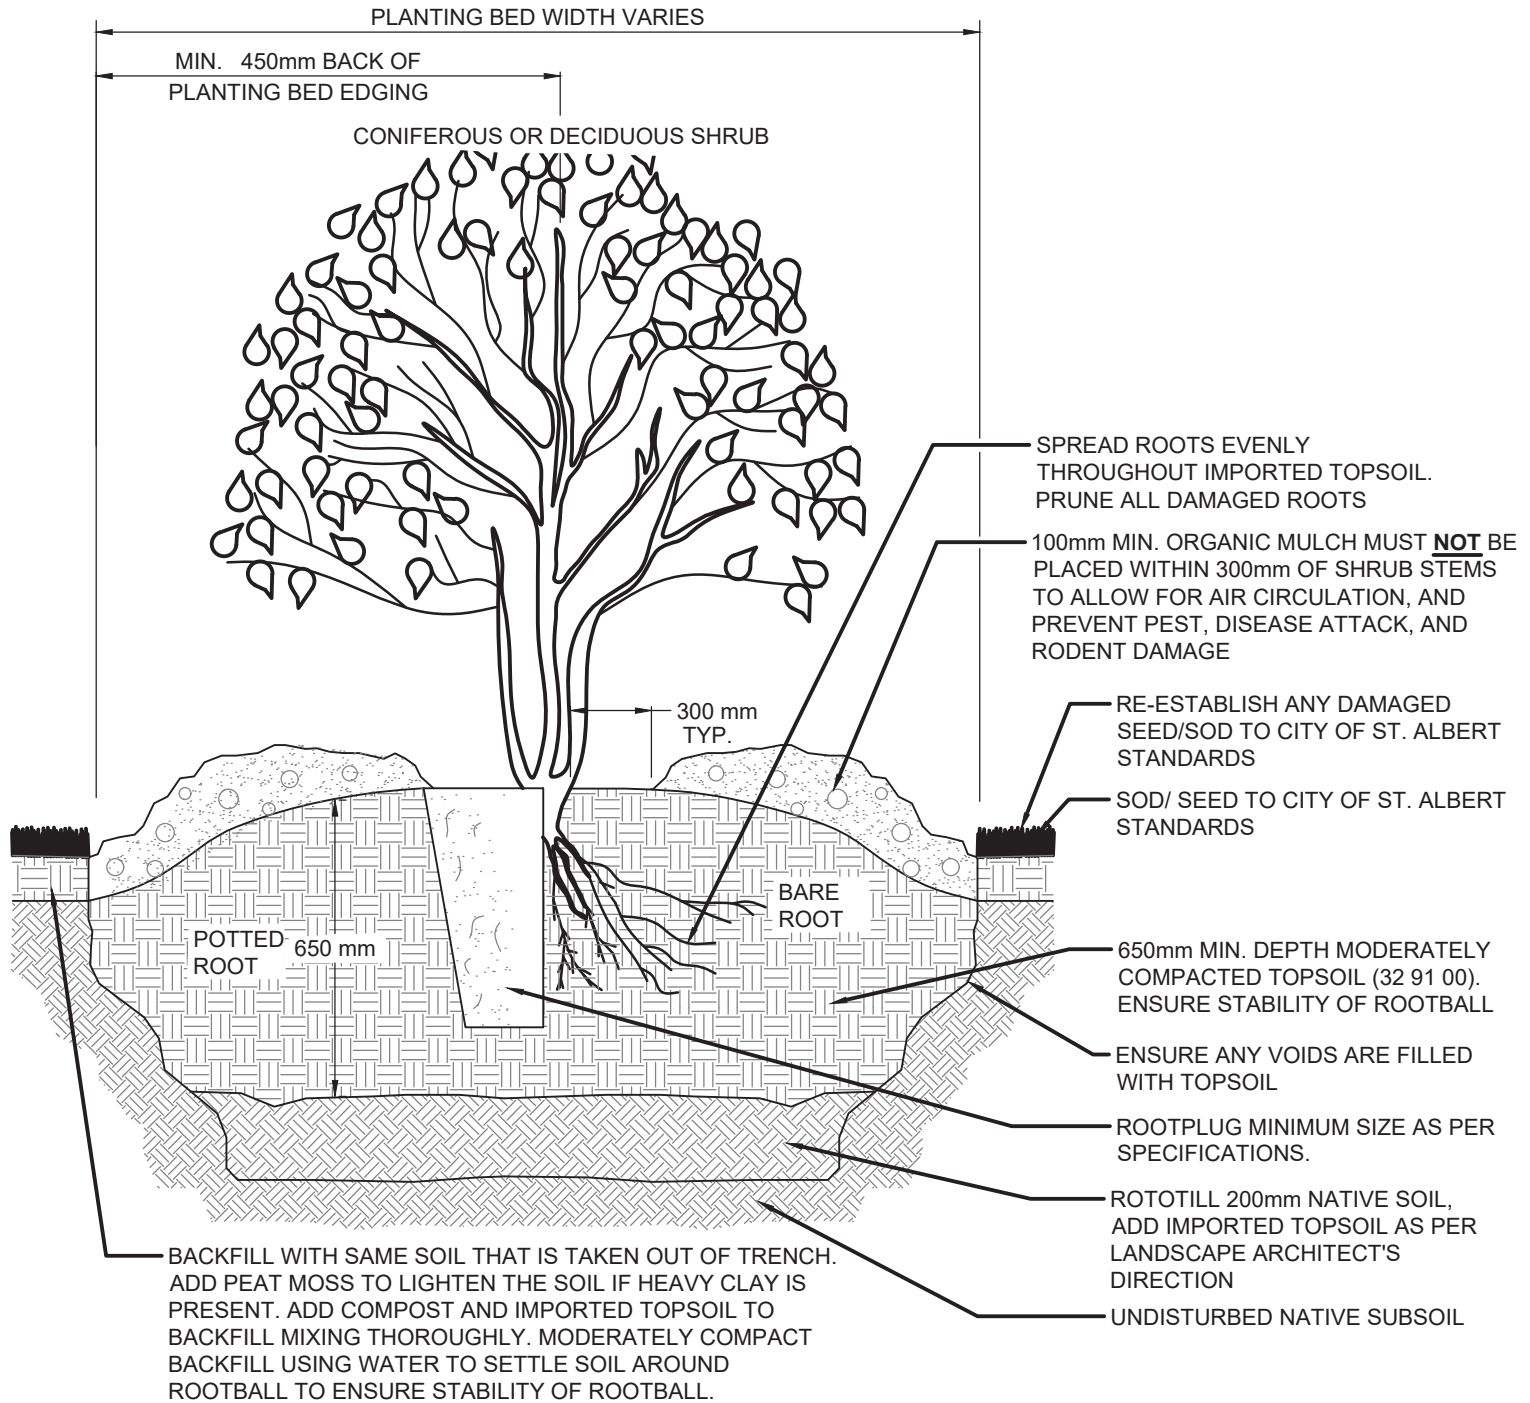 PLANTING BED WIDTH VARIES
MIN. 450mm BACK OF
PLANTING BED EDGING
CONIFEROUS OR DECIDUOUS SHRUB
SPREAD ROOTS EVENLY
THROUGHOUT IMPORTED TOPSOIL.
PRUNE ALL DAMAGED ROOTS
100mm MIN. ORGANIC MULCH MUST NOT BE
PLACED WITHIN 300mm OF SHRUB STEMS
TO ALLOW FOR AIR CIRCULATION, AND
PREVENT PEST, DISEASE ATTACK, AND
RODENT DAMAGE
300 mm
TYP.
RE-ESTABLISH ANY DAMAGED
SEED/SOD TO CITY OF ST. ALBERT
STANDARDS
SOD/ SEED TO CITY OF ST. ALBERT
STANDARDS
BARE
ROOT
POTTED
ROOT
650 mm
650mm MIN. DEPTH MODERATELY
COMPACTED TOPSOIL (32 91 00).
ENSURE STABILITY OF ROOTBALL
ENSURE ANY VOIDS ARE FILLED
WITH TOPSOIL
ROOTPLUG MINIMUM SIZE AS PER
SPECIFICATIONS.
ROTOTILL 200mm NATIVE SOIL,
ADD IMPORTED TOPSOIL AS PER
LANDSCAPE ARCHITECT'S
DIRECTION
UNDISTURBED NATIVE SUBSOIL
BACKFILL WITH SAME SOIL THAT IS TAKEN OUT OF TRENCH.
ADD PEAT MOSS TO LIGHTEN THE SOIL IF HEAVY CLAY IS
PRESENT. ADD COMPOST AND IMPORTED TOPSOIL TO
BACKFILL MIXING THOROUGHLY. MODERATELY COMPACT
BACKFILL USING WATER TO SETTLE SOIL AROUND
ROOTBALL TO ENSURE STABILITY OF ROOTBALL.